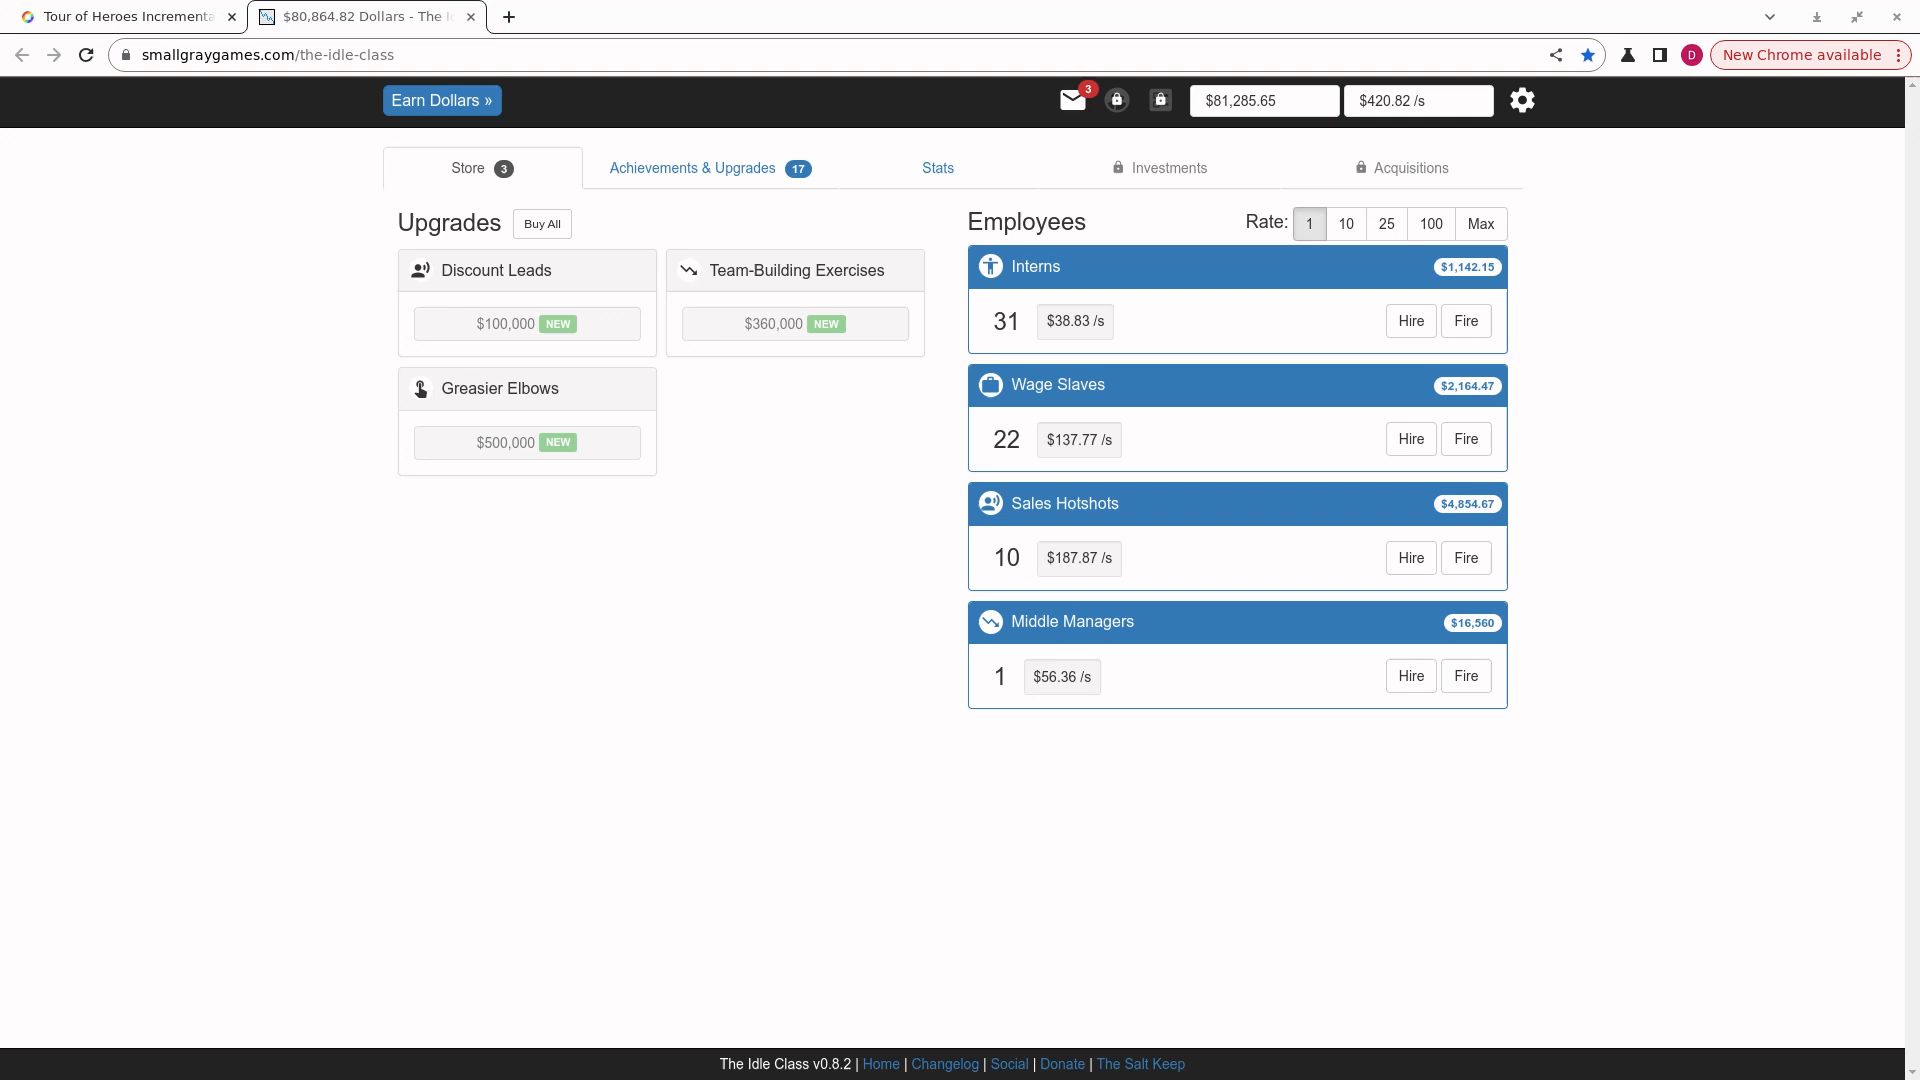 Tour of Heroes Incrementa
$80,864.82 Dollars - The I
smallgraygames.com/the-idle-class
D
New Chrome available
Earn Dollars »
3
$81,285.65
$420.82 /s
Store 3
Achievements & Upgrades 17
Stats
Investments
Acquisitions
Upgrades
Buy All
Discount Leads
$100,000 NEW
Team-Building Exercises
$360,000 NEW
Greasier Elbows
$500,000 NEW
Employees
Rate: 1 10 25 100 Max
Interns
$1,142.15
31 $38.83 /s Hire Fire
Wage Slaves
$2,164.47
22 $137.77 /s Hire Fire
Sales Hotshots
$4,854.67
10 $187.87 /s Hire Fire
Middle Managers
$16,560
1 $56.36 /s Hire Fire
The Idle Class v0.8.2 | Home | Changelog | Social | Donate | The Salt Keep